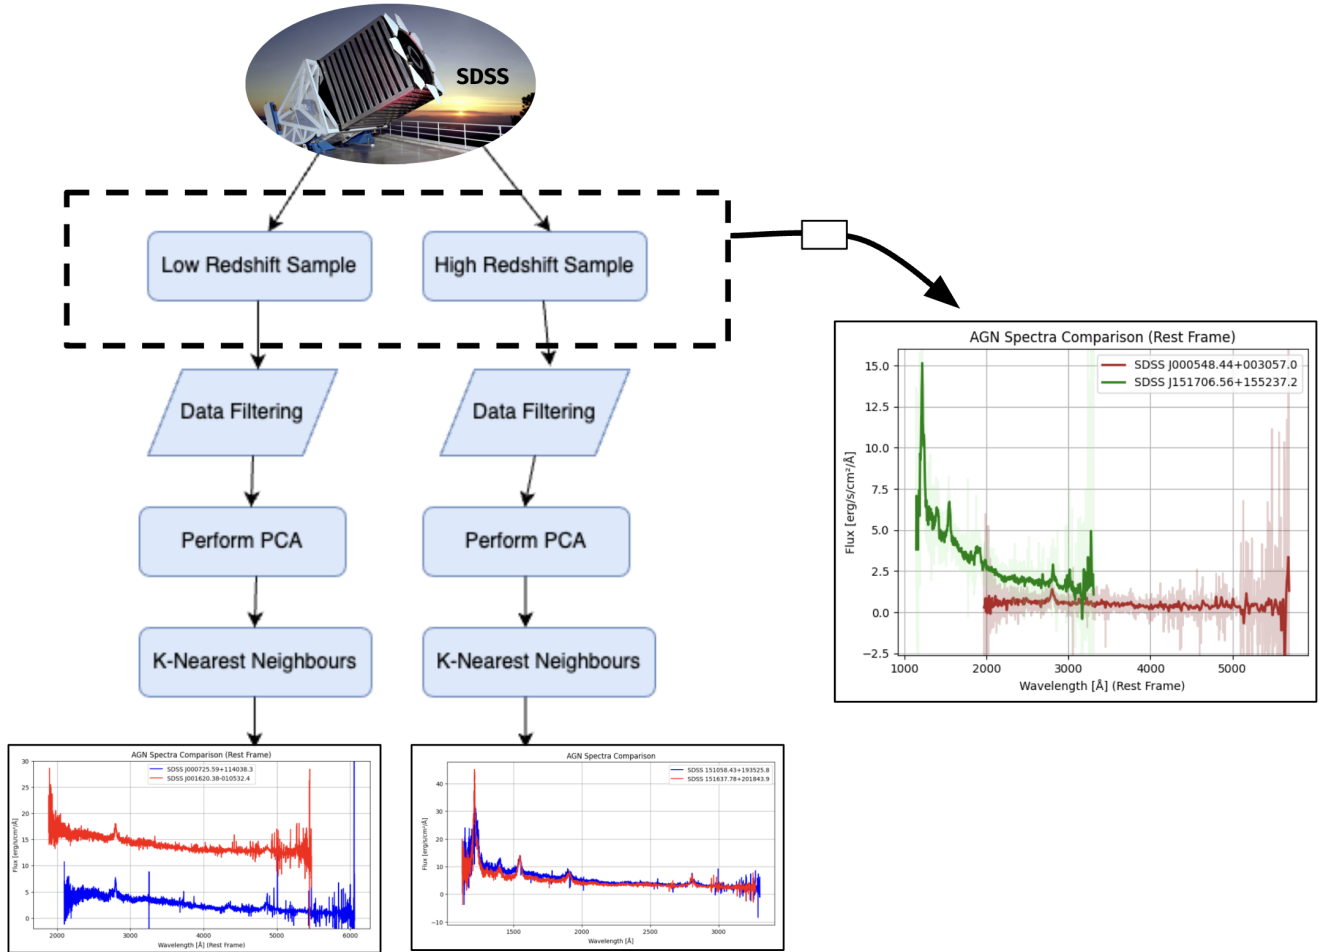 SDSS
Low Redshift Sample
High Redshift Sample
Data Filtering
Data Filtering
Perform PCA
Perform PCA
K-Nearest Neighbours
K-Nearest Neighbours
AGN Spectra Comparison (Rest Frame)
SDSS J000548.44+003057.0
SDSS J151706.56+155237.2
Flux [erg/s/cm²/Å]
15.0
12.5
10.0
7.5
5.0
2.5
0.0
−2.5
1000 2000 3000 4000 5000
Wavelength [Å] (Rest Frame)
AGN Spectra Comparison (Rest Frame)
SDSS J000725.59+114038.3
SDSS J001620.38-010532.4
Flux [erg/s/cm²/Å]
30
25
20
15
10
5
0
2000 3000 4000 5000 6000
Wavelength [Å] (Rest Frame)
AGN Spectra Comparison
SDSS 151058.43+193525.8
SDSS 151637.78+201843.9
Flux [erg/s/cm²/Å]
40
30
20
10
0
−10
1500 2000 2500 3000
Wavelength [Å]